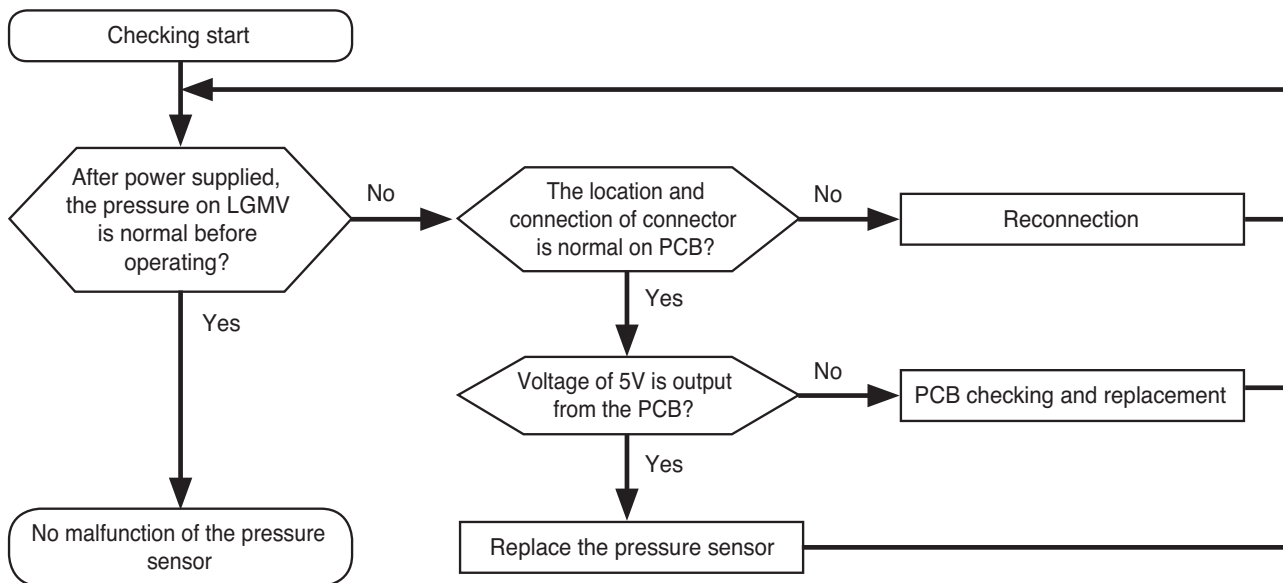 Checking start
After power supplied,
the pressure on LGMV
is normal before
operating?
No
The location and
connection of connector
is normal on PCB?
No
Reconnection
Yes
Yes
Voltage of 5V is output
from the PCB?
No
PCB checking and replacement
Yes
No malfunction of the pressure
sensor
Replace the pressure sensor